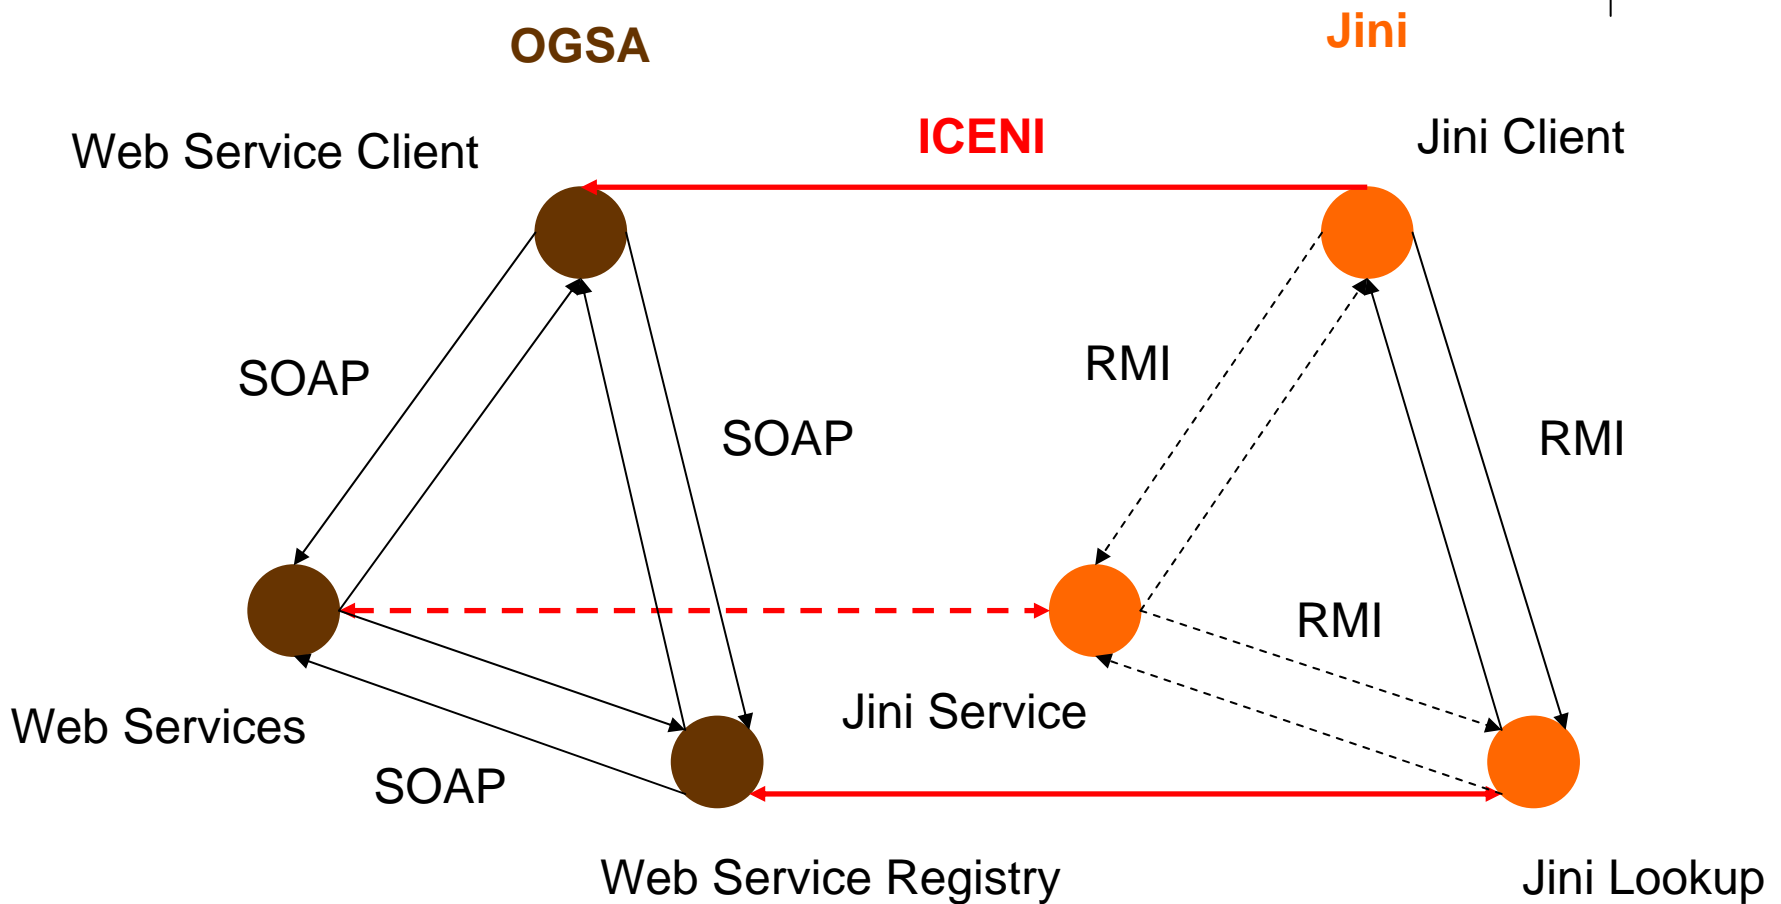 OGSA
Jini
ICENI
Web Service Client
Jini Client
SOAP
RMI
SOAP
RMI
RMI
Web Services
Jini Service
SOAP
Web Service Registry
Jini Lookup